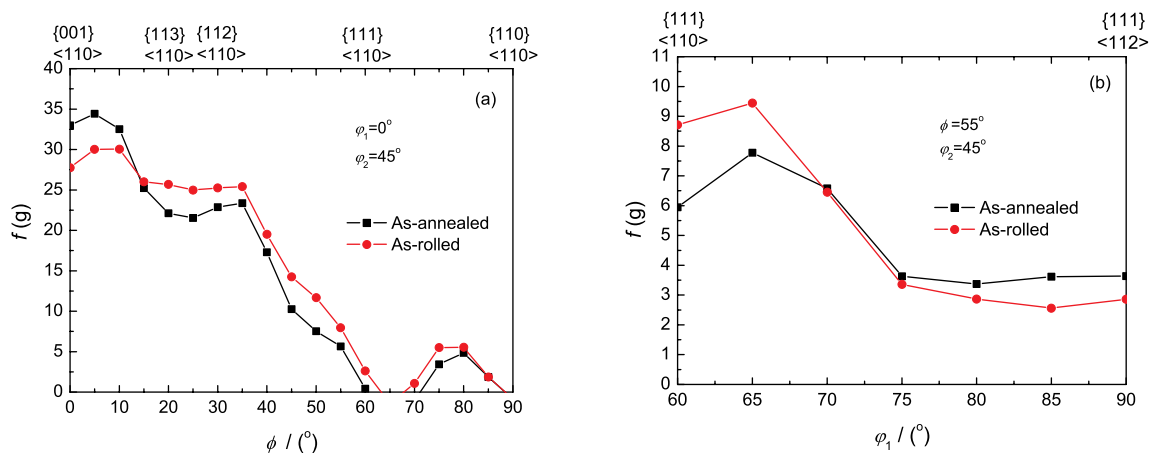 {001}
<110>
{113}
<110>
{112}
<110>
{111}
<110>
{110}
<110>
(a)
φ1=0°
φ2=45°
As-annealed
As-rolled
f (g)
40
35
30
25
20
15
10
5
0
0 10 20 30 40 50 60 70 80 90
ϕ / (°)
{111}
<110>
{111}
<112>
(b)
ϕ=55°
φ2=45°
As-annealed
As-rolled
f (g)
11
10
9
8
7
6
5
4
3
2
1
0
60 65 70 75 80 85 90
φ1 / (°)